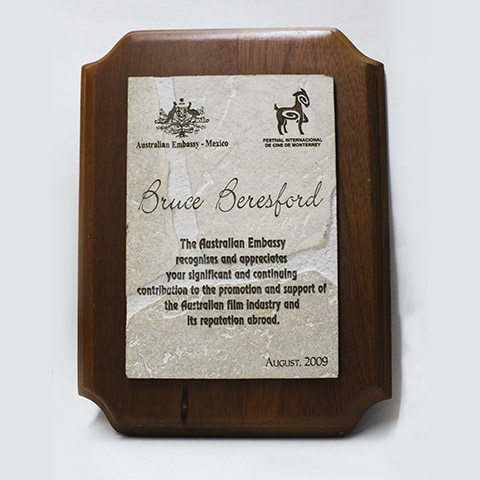 Australian Embassy - Mexico
FESTIVAL INTERNACIONAL
DE CINE DE MONTERREY
Bruce Beresford
The Australian Embassy
recognises and appreciates
your significant and continuing
contribution to the promotion and support of
the Australian film industry and
its reputation abroad.
AUGUST, 2009